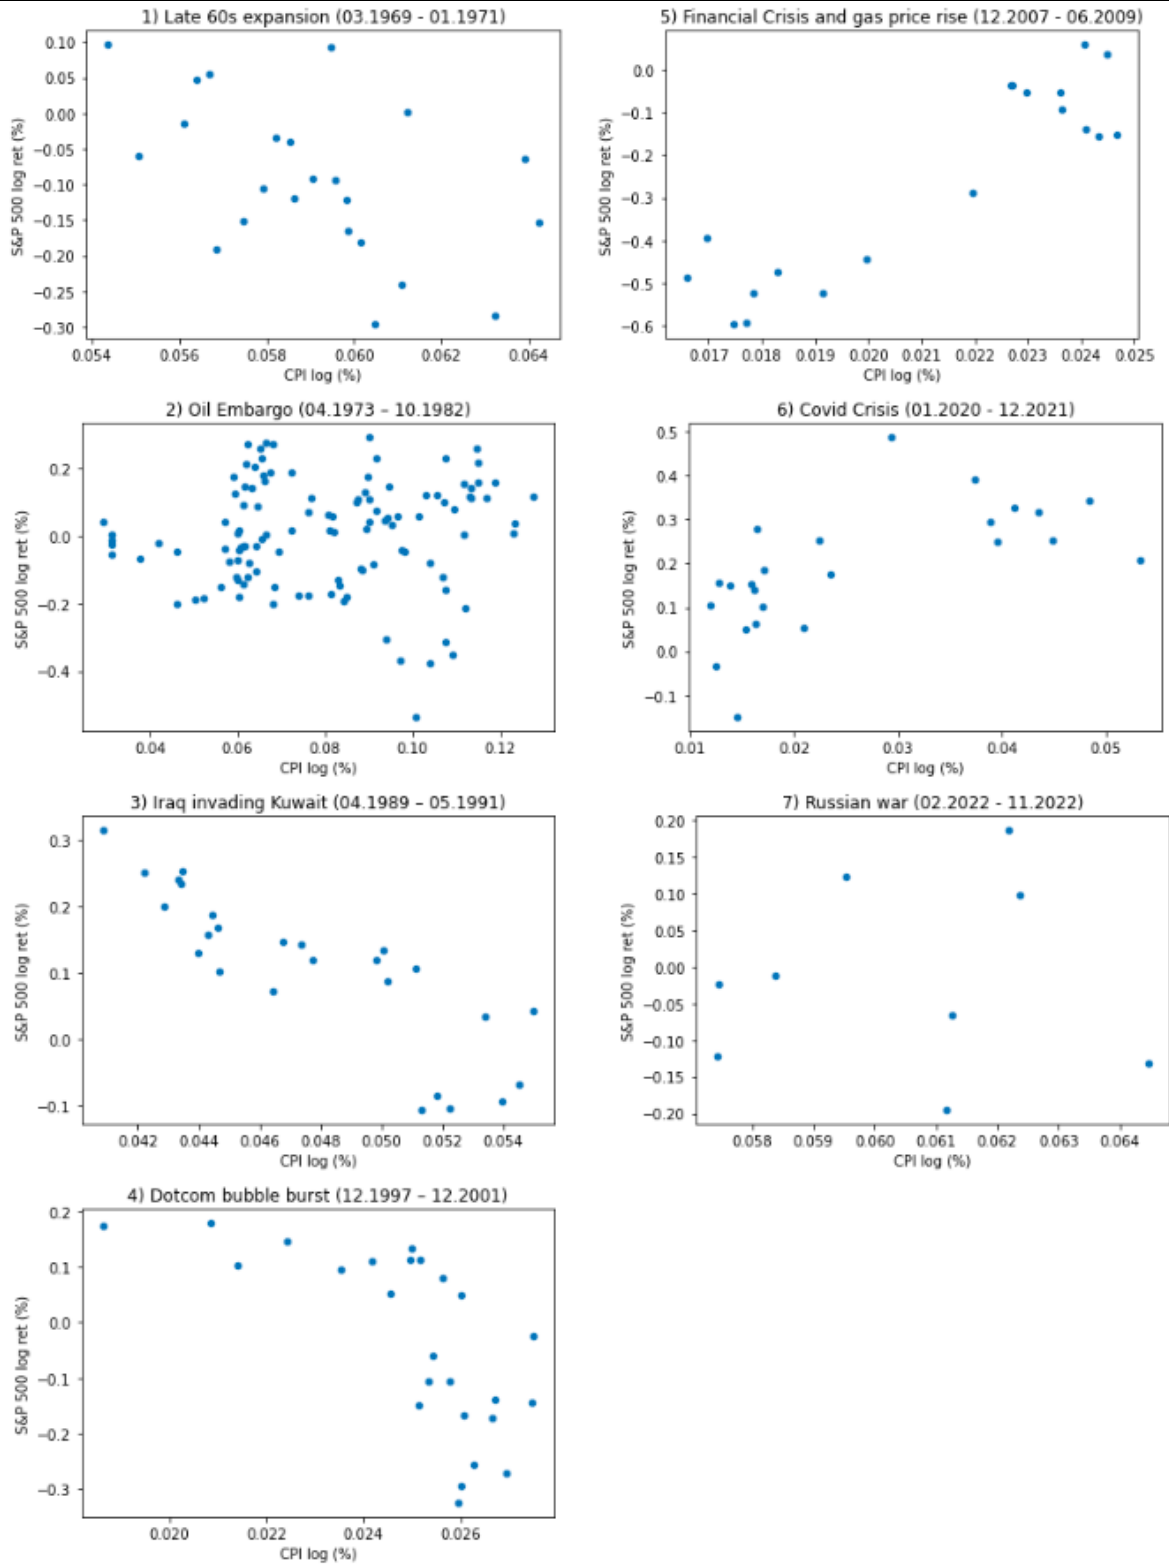 1) Late 60s expansion (03.1969 - 01.1971)
0.10
0.05
0.00
−0.05
−0.10
−0.15
−0.20
−0.25
−0.30
S&P 500 log ret (%)
0.054 0.056 0.058 0.060 0.062 0.064
CPI log (%)
5) Financial Crisis and gas price rise (12.2007 - 06.2009)
0.0
−0.1
−0.2
−0.3
−0.4
−0.5
−0.6
S&P 500 log ret (%)
0.017 0.018 0.019 0.020 0.021 0.022 0.023 0.024 0.025
CPI log (%)
2) Oil Embargo (04.1973 – 10.1982)
0.2
0.0
−0.2
−0.4
S&P 500 log ret (%)
0.04 0.06 0.08 0.10 0.12
CPI log (%)
6) Covid Crisis (01.2020 - 12.2021)
0.5
0.4
0.3
0.2
0.1
0.0
−0.1
S&P 500 log ret (%)
0.01 0.02 0.03 0.04 0.05
CPI log (%)
3) Iraq invading Kuwait (04.1989 – 05.1991)
0.3
0.2
0.1
0.0
−0.1
S&P 500 log ret (%)
0.042 0.044 0.046 0.048 0.050 0.052 0.054
CPI log (%)
7) Russian war (02.2022 - 11.2022)
0.20
0.15
0.10
0.05
0.00
−0.05
−0.10
−0.15
−0.20
S&P 500 log ret (%)
0.058 0.059 0.060 0.061 0.062 0.063 0.064
CPI log (%)
4) Dotcom bubble burst (12.1997 – 12.2001)
0.2
0.1
0.0
−0.1
−0.2
−0.3
S&P 500 log ret (%)
0.020 0.022 0.024 0.026
CPI log (%)